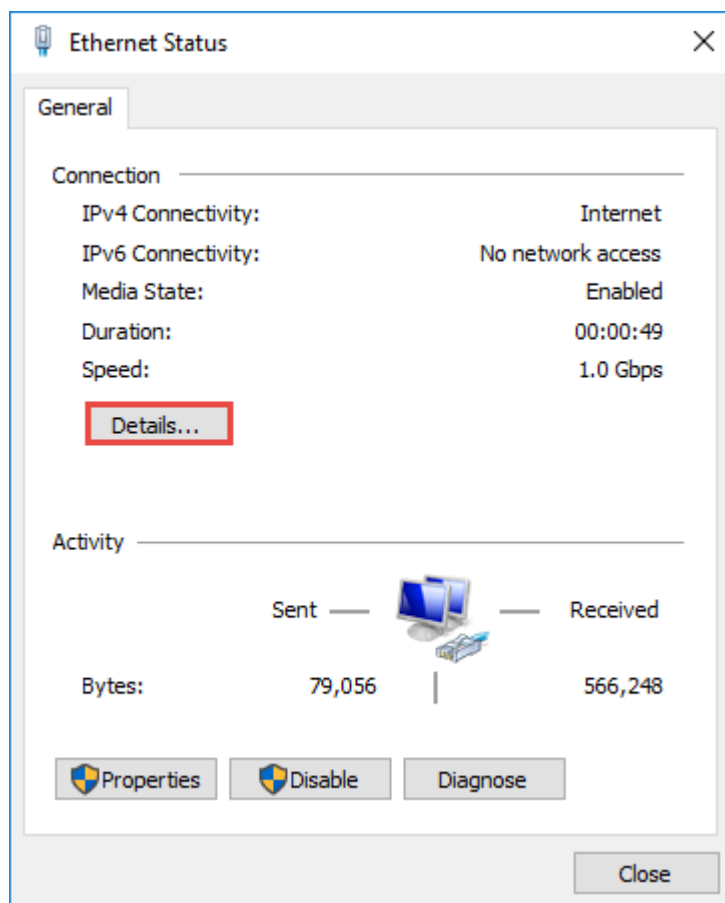 Ethernet Status
General
Connection
IPv4 Connectivity: Internet
IPv6 Connectivity: No network access
Media State: Enabled
Duration: 00:00:49
Speed: 1.0 Gbps
Details...
Activity
Sent Received
Bytes: 79,056 566,248
Properties Disable Diagnose
Close